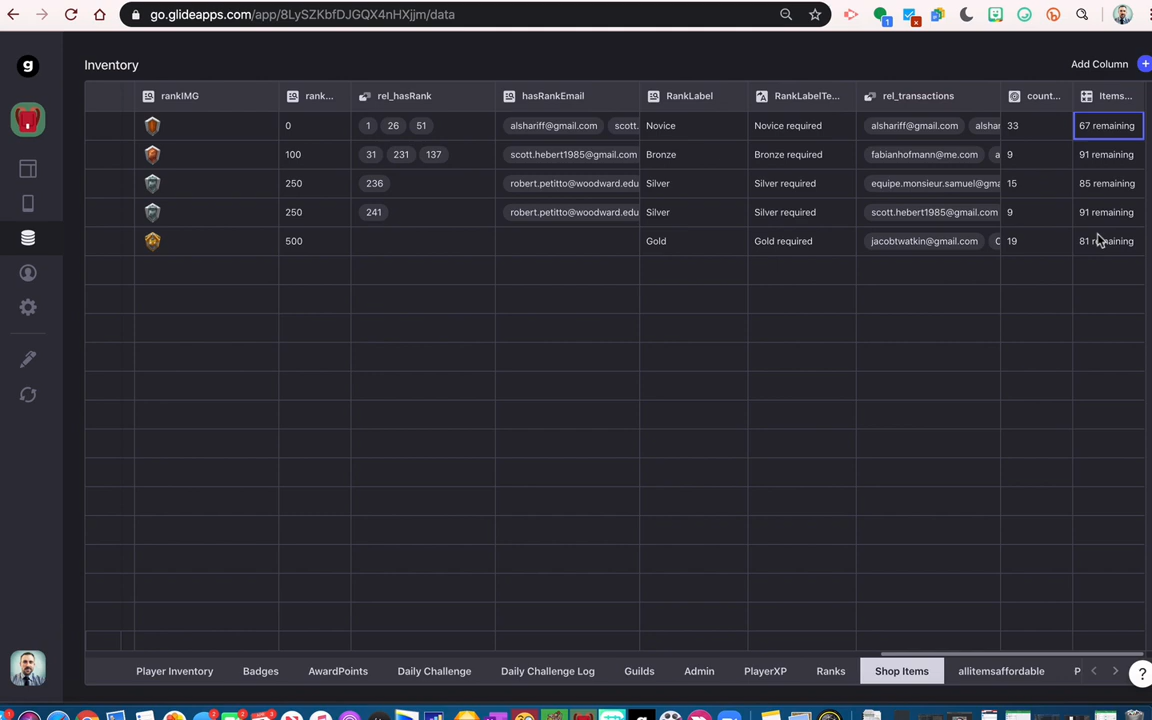 go.glideapps.com/app/8LySZKbfDJGQX4nHXjjm/data
1
g
Inventory
Add Column
rankIMG rank... rel_hasRank hasRankEmail RankLabel RankLabelTe... rel_transactions count... Items...
0 1 26 51 alshariff@gmail.com scott. Novice Novice required alshariff@gmail.com alshar 33 67 remaining
100 31 231 137 scott.hebert1985@gmail.com Bronze Bronze required fabianhofmann@me.com a 9 91 remaining
250 236 robert.petitto@woodward.edu Silver Silver required equipe.monsieur.samuel@gma 15 85 remaining
250 241 robert.petitto@woodward.edu Silver Silver required scott.hebert1985@gmail.com 9 91 remaining
500 Gold Gold required jacobtwatkin@gmail.com C 19 81 remaining
Player Inventory Badges AwardPoints Daily Challenge Daily Challenge Log Guilds Admin PlayerXP Ranks Shop Items allitemsaffordable P
?